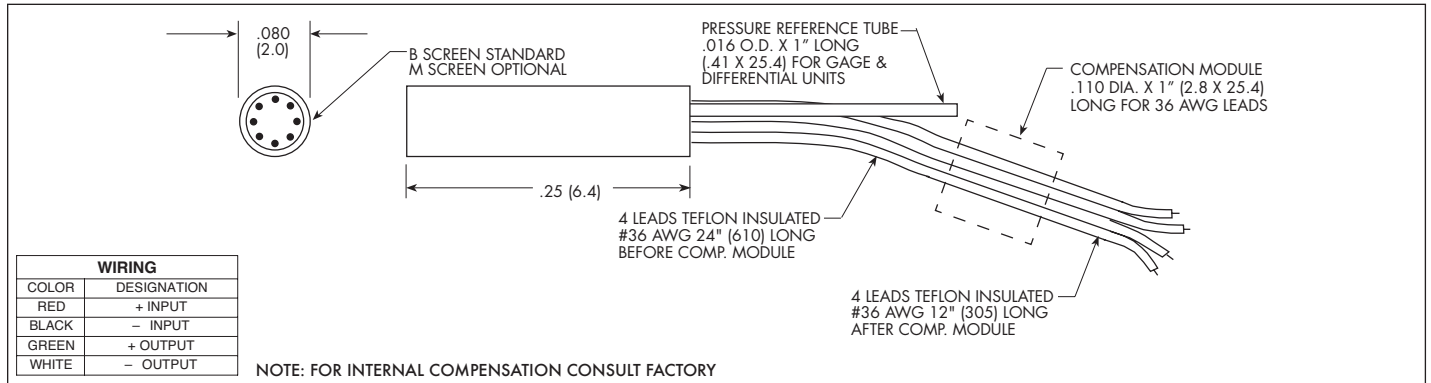 .080
(2.0)
B SCREEN STANDARD
M SCREEN OPTIONAL
PRESSURE REFERENCE TUBE
.016 O.D. X 1” LONG
(.41 X 25.4) FOR GAGE &
DIFFERENTIAL UNITS
COMPENSATION MODULE
.110 DIA. X 1” (2.8 X 25.4)
LONG FOR 36 AWG LEADS
.25 (6.4)
4 LEADS TEFLON INSULATED
#36 AWG 24" (610) LONG
BEFORE COMP. MODULE
4 LEADS TEFLON INSULATED
#36 AWG 12" (305) LONG
AFTER COMP. MODULE
WIRING
COLOR DESIGNATION
RED + INPUT
BLACK – INPUT
GREEN + OUTPUT
WHITE – OUTPUT
NOTE: FOR INTERNAL COMPENSATION CONSULT FACTORY